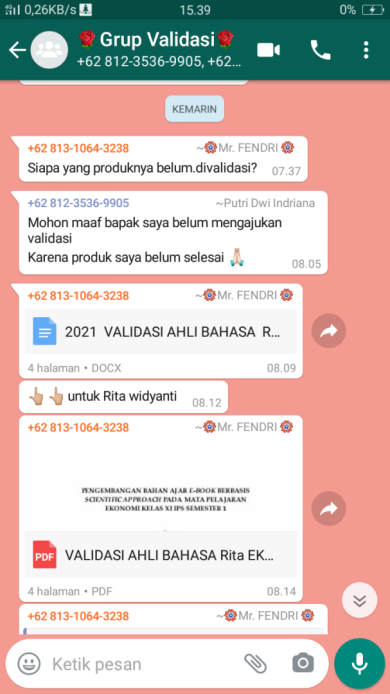 0,26KB/s 15.39 0%
Grup Validasi
+62 812-3536-9905, +62...
KEMARIN
+62 813-1064-3238 ~Mr. FENDRI
Siapa yang produknya belum.divalidasi? 07.37
+62 812-3536-9905 ~Putri Dwi Indriana
Mohon maaf bapak saya belum mengajukan
validasi
Karena produk saya belum selesai 08.05
+62 813-1064-3238 ~Mr. FENDRI
2021 VALIDASI AHLI BAHASA R...
4 halaman • DOCX 08.09
untuk Rita widyanti 08.12
+62 813-1064-3238 ~Mr. FENDRI
PENGEMBANGAN BAHAN AJAR E-BOOK BERBASIS
SCIENTIFIC APPROACH PADA MATA PELAJARAN
EKONOMI KELAS XI IPS SEMESTER 1
PDF VALIDASI AHLI BAHASA Rita EK...
4 halaman • PDF 08.14
+62 813-1064-3238 ~Mr. FENDRI
Ketik pesan